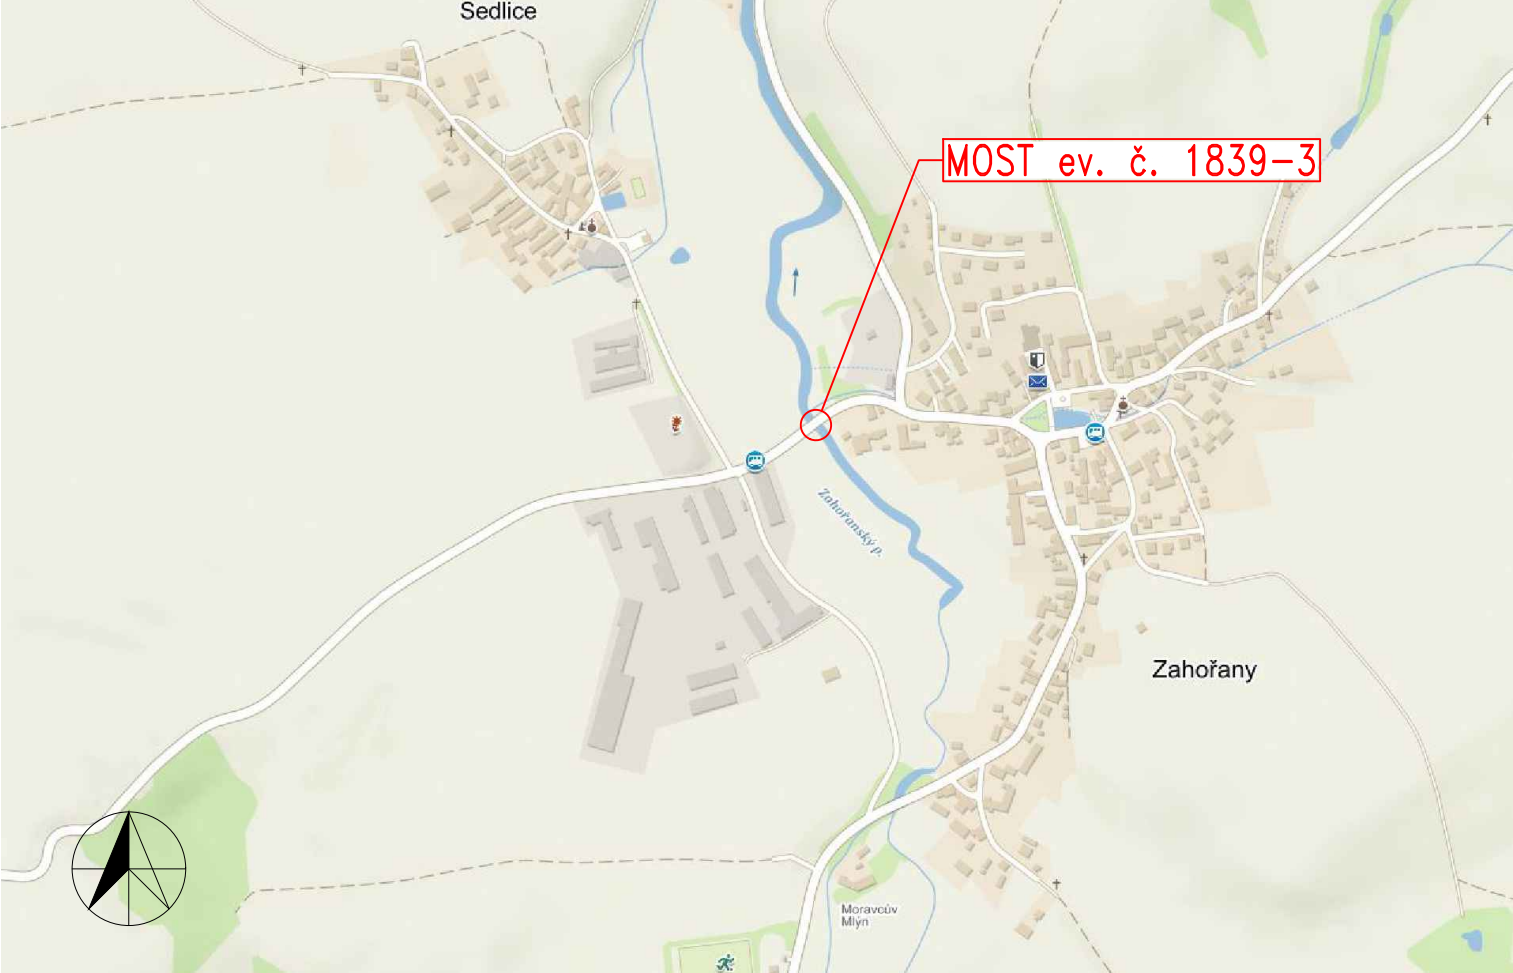 Sedlice
MOST ev. č. 1839-3
Zahořanský p.
Zahořany
Moravcův
Mlýn